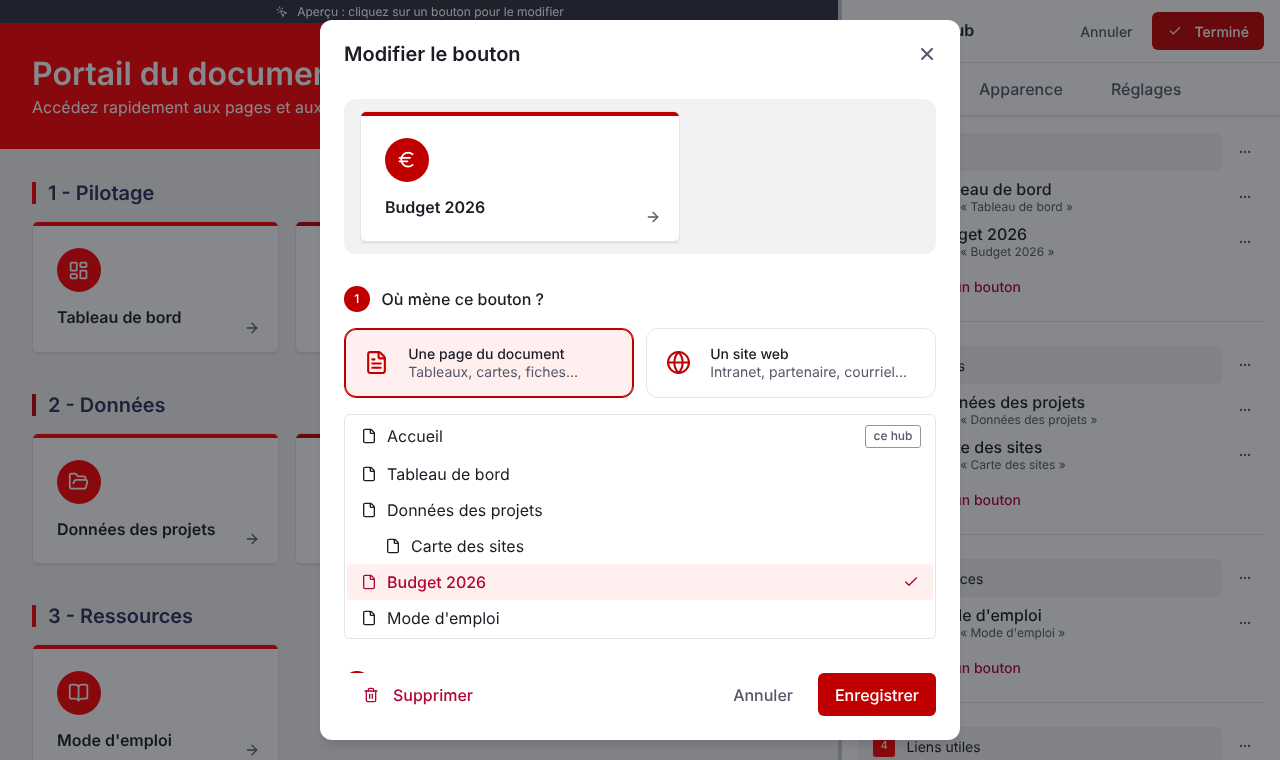 Aperçu : cliquez sur un bouton pour le modifier
Portail du documen
Accédez rapidement aux pages et aux
1 - Pilotage
Tableau de bord
2 - Données
Données des projets
3 - Ressources
Mode d'emploi
Modifier le bouton
€
Budget 2026
1 Où mène ce bouton ?
Une page du document
Tableaux, cartes, fiches...
Un site web
Intranet, partenaire, courriel...
Accueil
ce hub
Tableau de bord
Données des projets
Carte des sites
Budget 2026
Mode d'emploi
Supprimer
Annuler
Enregistrer
ub
Annuler
Terminé
Apparence
Réglages
eau de bord
« Tableau de bord »
get 2026
« Budget 2026 »
un bouton
s
nées des projets
« Données des projets »
e des sites
« Carte des sites »
un bouton
ces
le d'emploi
« Mode d'emploi »
un bouton
4 Liens utiles